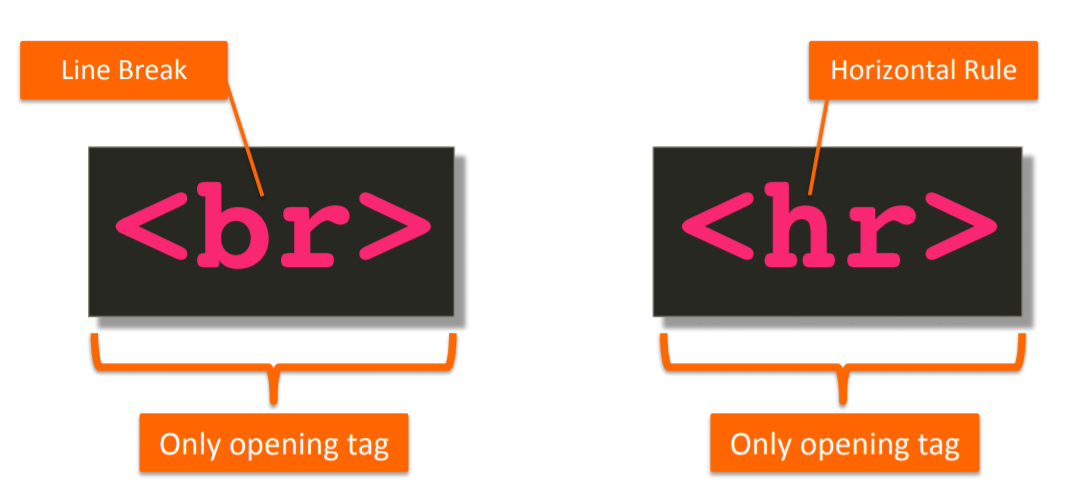 Line Break
Horizontal Rule
<br>
<hr>
Only opening tag
Only opening tag